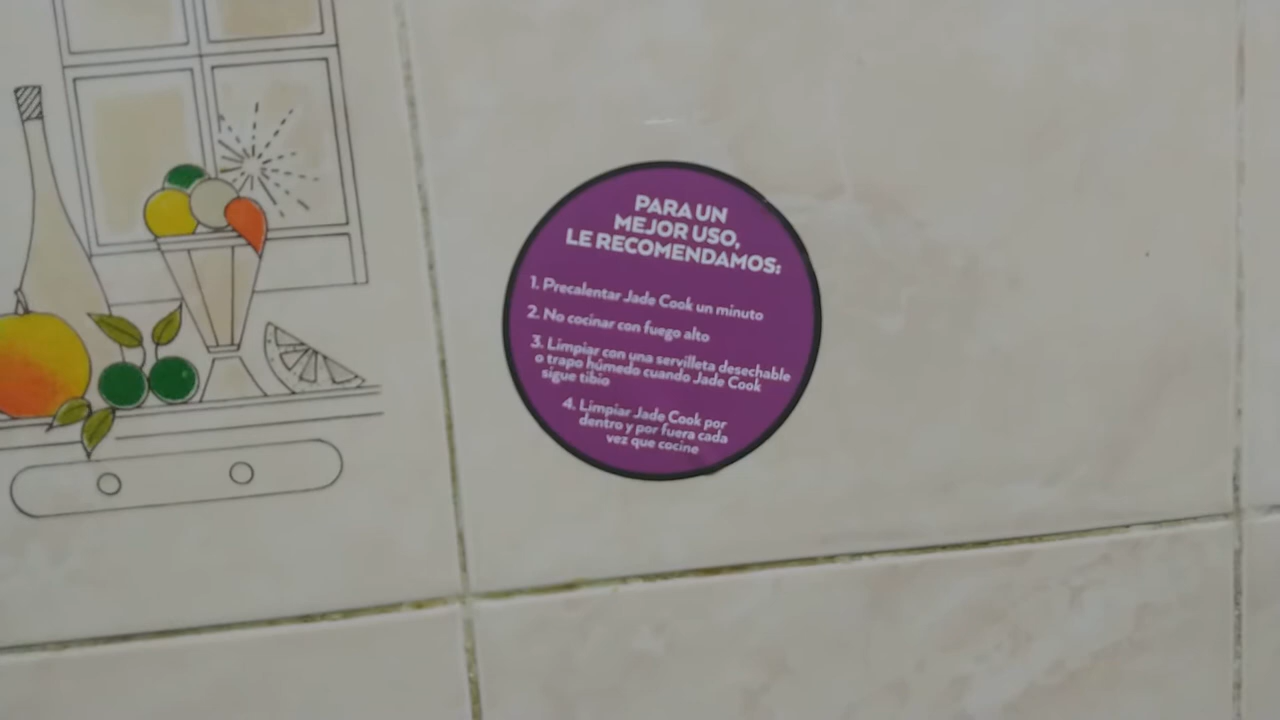 PARA UN
MEJOR USO,
LE RECOMENDAMOS:
1. Precalentar Jade Cook un minuto
2. No cocinar con fuego alto
3. Limpiar con una servilleta desechable
o trapo húmedo cuando Jade Cook
sigue tibio
4. Limpiar Jade Cook por
dentro y por fuera cada
vez que cocine